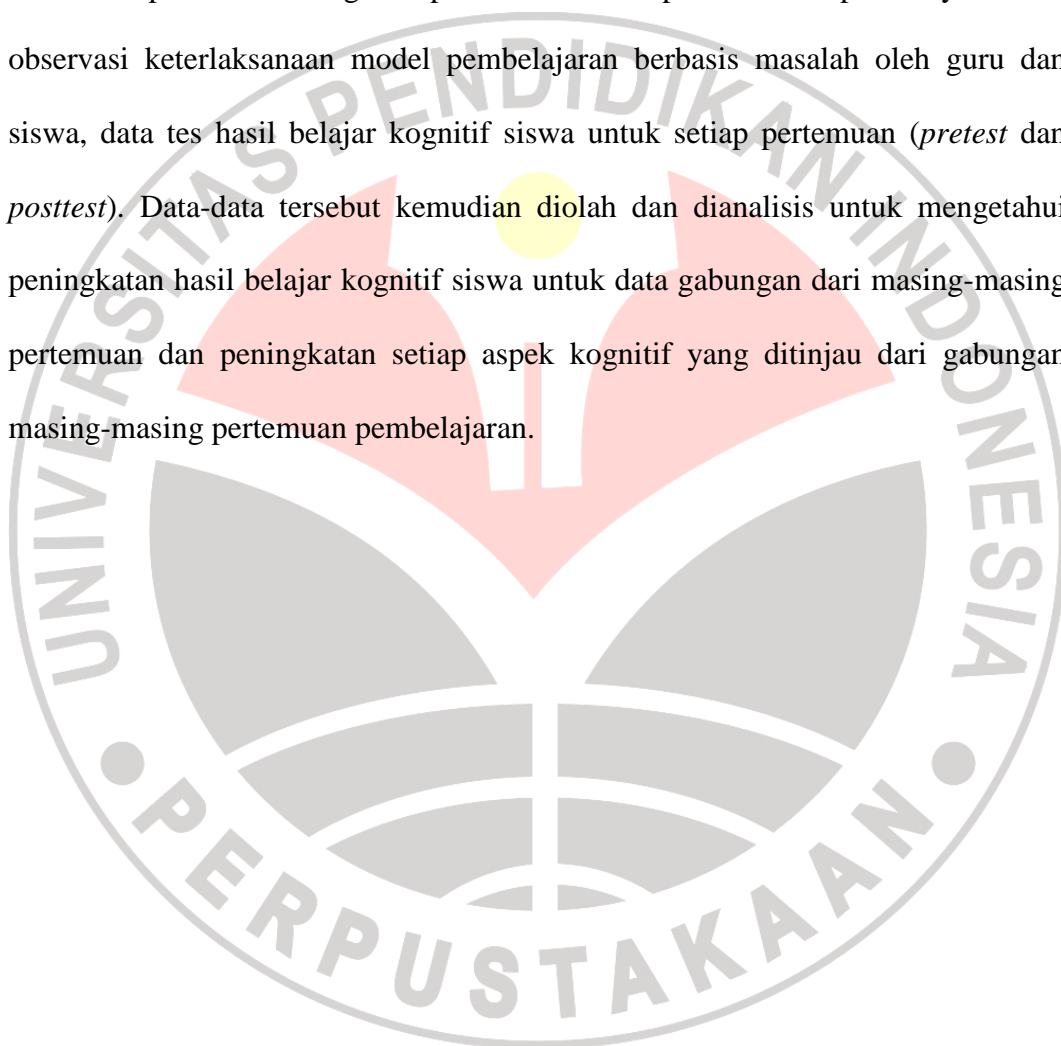 observasi keterlaksanaan model pembelajaran berbasis masalah oleh guru dan
siswa, data tes hasil belajar kognitif siswa untuk setiap pertemuan (pretest dan
posttest). Data-data tersebut kemudian diolah dan dianalisis untuk mengetahui
peningkatan hasil belajar kognitif siswa untuk data gabungan dari masing-masing
pertemuan dan peningkatan setiap aspek kognitif yang ditinjau dari gabungan
masing-masing pertemuan pembelajaran.
UNIVERSITAS PENDIDIKAN INDONESIA
PERPUSTAKAAN